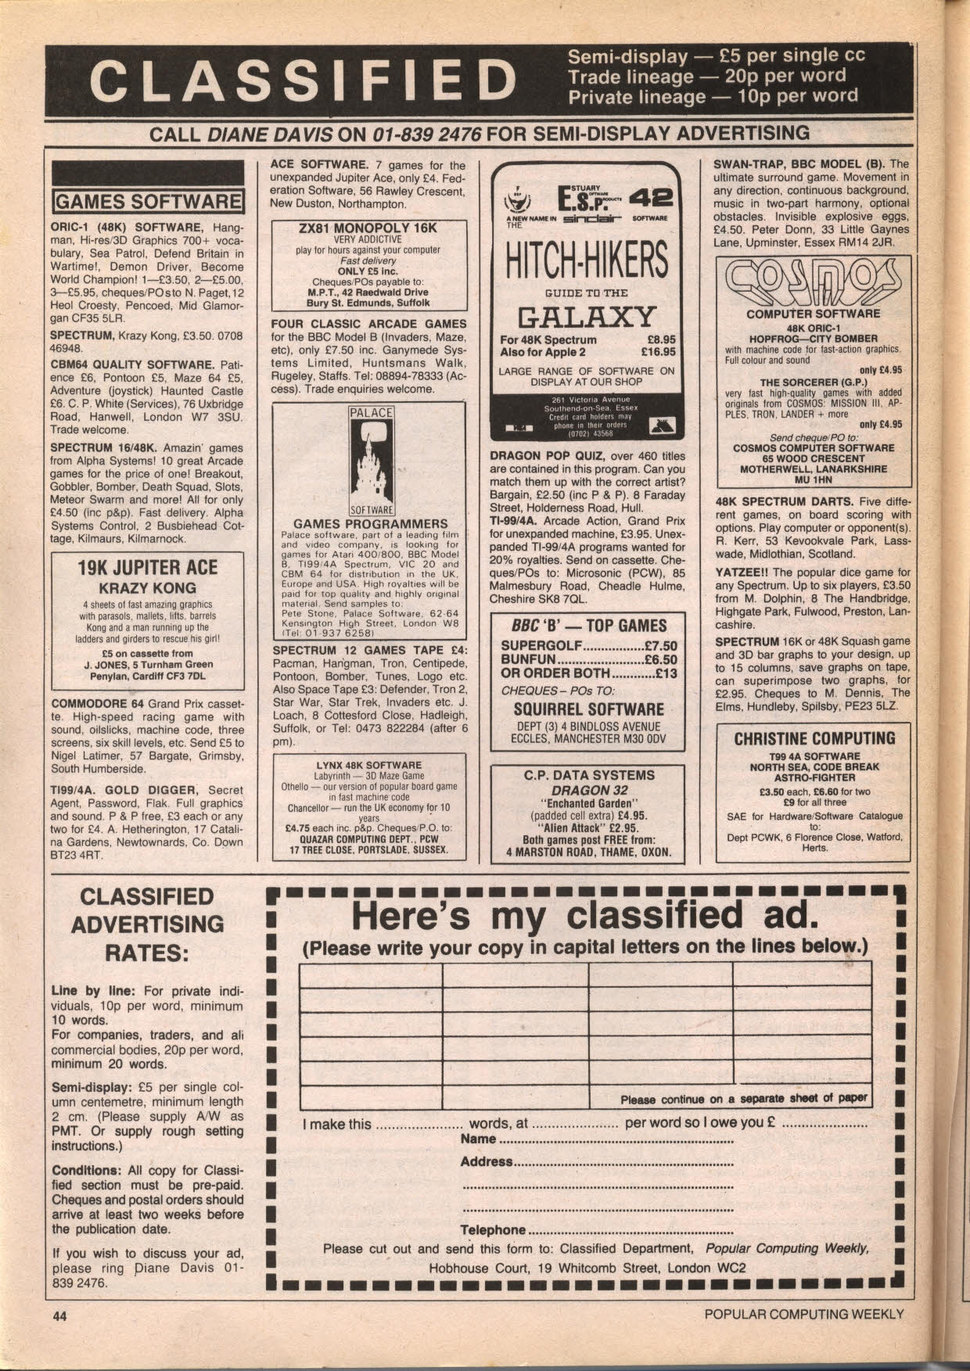 CLASSIFIED
Semi-display — £5 per single cc
Trade lineage — 20p per word
Private lineage — 10p per word
CALL DIANE DAVIS ON 01-839 2476 FOR SEMI-DISPLAY ADVERTISING
GAMES SOFTWARE
ORIC-1 (48K) SOFTWARE, Hang-
man, Hi-res/3D Graphics 700+ voca-
bulary, Sea Patrol, Defend Britain in
Wartime!, Demon Driver, Become
World Champion! 1—£3.50, 2—£5.00,
3—£5.95, cheques/POs to N. Paget, 12
Heol Croesty, Pencoed, Mid Glamor-
gan CF35 5LR.
SPECTRUM, Krazy Kong, £3.50. 0708
46948.
CBM64 QUALITY SOFTWARE. Pati-
ence £6, Pontoon £5, Maze 64 £5,
Adventure (joystick) Haunted Castle
£6. C. P. White (Services), 76 Uxbridge
Road, Hanwell, London W7 3SU.
Trade welcome.
SPECTRUM 16/48K. Amazin' games
from Alpha Systems! 10 great Arcade
games for the price of one! Breakout,
Gobbler, Bomber, Death Squad, Slots,
Meteor Swarm and more! All for only
£4.50 (inc p&p). Fast delivery. Alpha
Systems Control, 2 Busbiehead Cot-
tage, Kilmaurs, Kilmarnock.
19K JUPITER ACE
KRAZY KONG
4 sheets of fast amazing graphics
with parasols, mallets, lifts, barrels
Kong and a man running up the
ladders and girders to rescue his girl!
£5 on cassette from
J. JONES, 5 Turnham Green
Penylan, Cardiff CF3 7DL
COMMODORE 64 Grand Prix casset-
te. High-speed racing game with
sound, oilslicks, machine code, three
screens, six skill levels, etc. Send £5 to
Nigel Latimer, 57 Bargate, Grimsby,
South Humberside.
TI99/4A. GOLD DIGGER, Secret
Agent, Password, Flak. Full graphics
and sound. P & P free, £3 each or any
two for £4. A. Hetherington, 17 Catali-
na Gardens, Newtownards, Co. Down
BT23 4RT.
ACE SOFTWARE. 7 games for the
unexpanded Jupiter Ace, only £4. Fed-
eration Software, 56 Rawley Crescent,
New Duston, Northampton.
ZX81 MONOPOLY 16K
VERY ADDICTIVE
play for hours against your computer
Fast delivery
ONLY £5 Inc.
Cheques/POs payable to:
M.P.T., 42 Raedwald Drive
Bury St. Edmunds, Suffolk
FOUR CLASSIC ARCADE GAMES
for the BBC Model B (Invaders, Maze,
etc), only £7.50 inc. Ganymede Sys-
tems Limited, Huntsmans Walk,
Rugeley, Staffs. Tel: 08894-78333 (Ac-
cess). Trade enquiries welcome.
PALACE
SOFTWARE
GAMES PROGRAMMERS
Palace software, part of a leading film
and video company, is looking for
games for Atari 400/800, BBC Model
B, TI99/4A Spectrum, VIC 20 and
CBM 64 for distribution in the UK,
Europe and USA. High royalties will be
paid for top quality and highly original
material. Send samples to:
Pete Stone, Palace Software, 62-64
Kensington High Street, London W8
(Tel: 01-937 6258)
SPECTRUM 12 GAMES TAPE £4:
Pacman, Hangman, Tron, Centipede,
Pontoon, Bomber, Tunes, Logo etc.
Also Space Tape £3: Defender, Tron 2,
Star War, Star Trek, Invaders etc. J.
Loach, 8 Cottesford Close, Hadleigh,
Suffolk, or Tel: 0473 822284 (after 6
pm).
LYNX 48K SOFTWARE
Labyrinth — 3D Maze Game
Othello — our version of popular board game
in fast machine code
Chancellor — run the UK economy for 10
years
£4.75 each inc. p&p. Cheques/P.O. to:
QUAZAR COMPUTING DEPT., PCW
17 TREE CLOSE, PORTSLADE, SUSSEX.
ESTUARY
E.S.P.
SOFTWARE
PRODUCTS
42
A NEW NAME IN sinclair SOFTWARE
THE
HITCH-HIKERS
GUIDE TO THE
GALAXY
For 48K Spectrum £8.95
Also for Apple 2 £16.95
LARGE RANGE OF SOFTWARE ON
DISPLAY AT OUR SHOP
261 Victoria Avenue
Southend-on-Sea, Essex
Credit card holders may
phone in their orders
(0702) 43568
DRAGON POP QUIZ, over 460 titles
are contained in this program. Can you
match them up with the correct artist?
Bargain, £2.50 (inc P & P). 8 Faraday
Street, Holderness Road, Hull.
TI-99/4A. Arcade Action, Grand Prix
for unexpanded machine, £3.95. Unex-
panded TI-99/4A programs wanted for
20% royalties. Send on cassette. Che-
ques/POs to: Microsonic (PCW), 85
Malmesbury Road, Cheadle Hulme,
Cheshire SK8 7QL.
BBC 'B' — TOP GAMES
SUPERGOLF.................£7.50
BUNFUN........................£6.50
OR ORDER BOTH............£13
CHEQUES – POs TO:
SQUIRREL SOFTWARE
DEPT (3) 4 BINDLOSS AVENUE
ECCLES, MANCHESTER M30 0DV
C.P. DATA SYSTEMS
DRAGON 32
"Enchanted Garden"
(padded cell extra) £4.95.
"Alien Attack" £2.95.
Both games post FREE from:
4 MARSTON ROAD, THAME, OXON.
SWAN-TRAP, BBC MODEL (B). The
ultimate surround game. Movement in
any direction, continuous background,
music in two-part harmony, optional
obstacles. Invisible explosive eggs,
£4.50. Peter Donn, 33 Little Gaynes
Lane, Upminster, Essex RM14 2JR.
COSMOS
COMPUTER SOFTWARE
48K ORIC-1
HOPFROG—CITY BOMBER
with machine code for fast-action graphics.
Full colour and sound
only £4.95
THE SORCERER (G.P.)
very fast high-quality games with added
originals from COSMOS: MISSION III, AP-
PLES, TRON, LANDER + more
only £4.95
Send cheque/PO to:
COSMOS COMPUTER SOFTWARE
65 WOOD CRESCENT
MOTHERWELL, LANARKSHIRE
MU 1HN
48K SPECTRUM DARTS. Five diffe-
rent games, on board scoring with
options. Play computer or opponent(s).
R. Kerr, 53 Kevookvale Park, Lass-
wade, Midlothian, Scotland.
YATZEE!! The popular dice game for
any Spectrum. Up to six players, £3.50
from M. Dolphin, 8 The Handbridge,
Highgate Park, Fulwood, Preston, Lan-
cashire.
SPECTRUM 16K or 48K Squash game
and 3D bar graphs to your design, up
to 15 columns, save graphs on tape,
can superimpose two graphs, for
£2.95. Cheques to M. Dennis, The
Elms, Hundleby, Spilsby, PE23 5LZ.
CHRISTINE COMPUTING
T99 4A SOFTWARE
NORTH SEA, CODE BREAK
ASTRO-FIGHTER
£3.50 each, £6.60 for two
£9 for all three
SAE for Hardware/Software Catalogue
to:
Dept PCWK, 6 Florence Close, Watford,
Herts.
CLASSIFIED
ADVERTISING
RATES:
Line by line: For private indi-
viduals, 10p per word, minimum
10 words.
For companies, traders, and all
commercial bodies, 20p per word,
minimum 20 words.
Semi-display: £5 per single col-
umn centemetre, minimum length
2 cm. (Please supply A/W as
PMT. Or supply rough setting
instructions.)
Conditions: All copy for Classi-
fied section must be pre-paid.
Cheques and postal orders should
arrive at least two weeks before
the publication date.
If you wish to discuss your ad,
please ring Diane Davis 01-
839 2476.
Here's my classified ad.
(Please write your copy in capital letters on the lines below.)
Please continue on a separate sheet of paper
I make this ...................... words, at ...................... per word so I owe you £ ......................
Name
Address
Telephone
Please cut out and send this form to: Classified Department, Popular Computing Weekly,
Hobhouse Court, 19 Whitcomb Street, London WC2
44
POPULAR COMPUTING WEEKLY